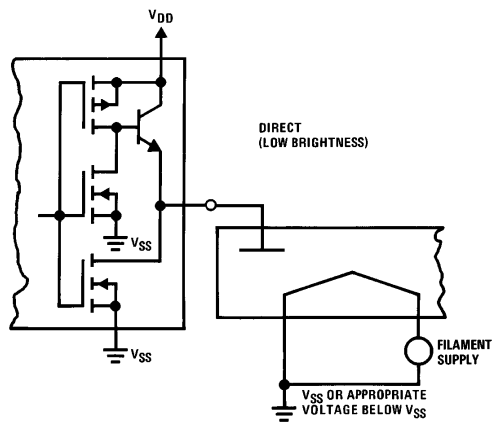 VDD
DIRECT
(LOW BRIGHTNESS)
VSS
VSS
FILAMENT
SUPPLY
VSS OR APPROPRIATE
VOLTAGE BELOW VSS